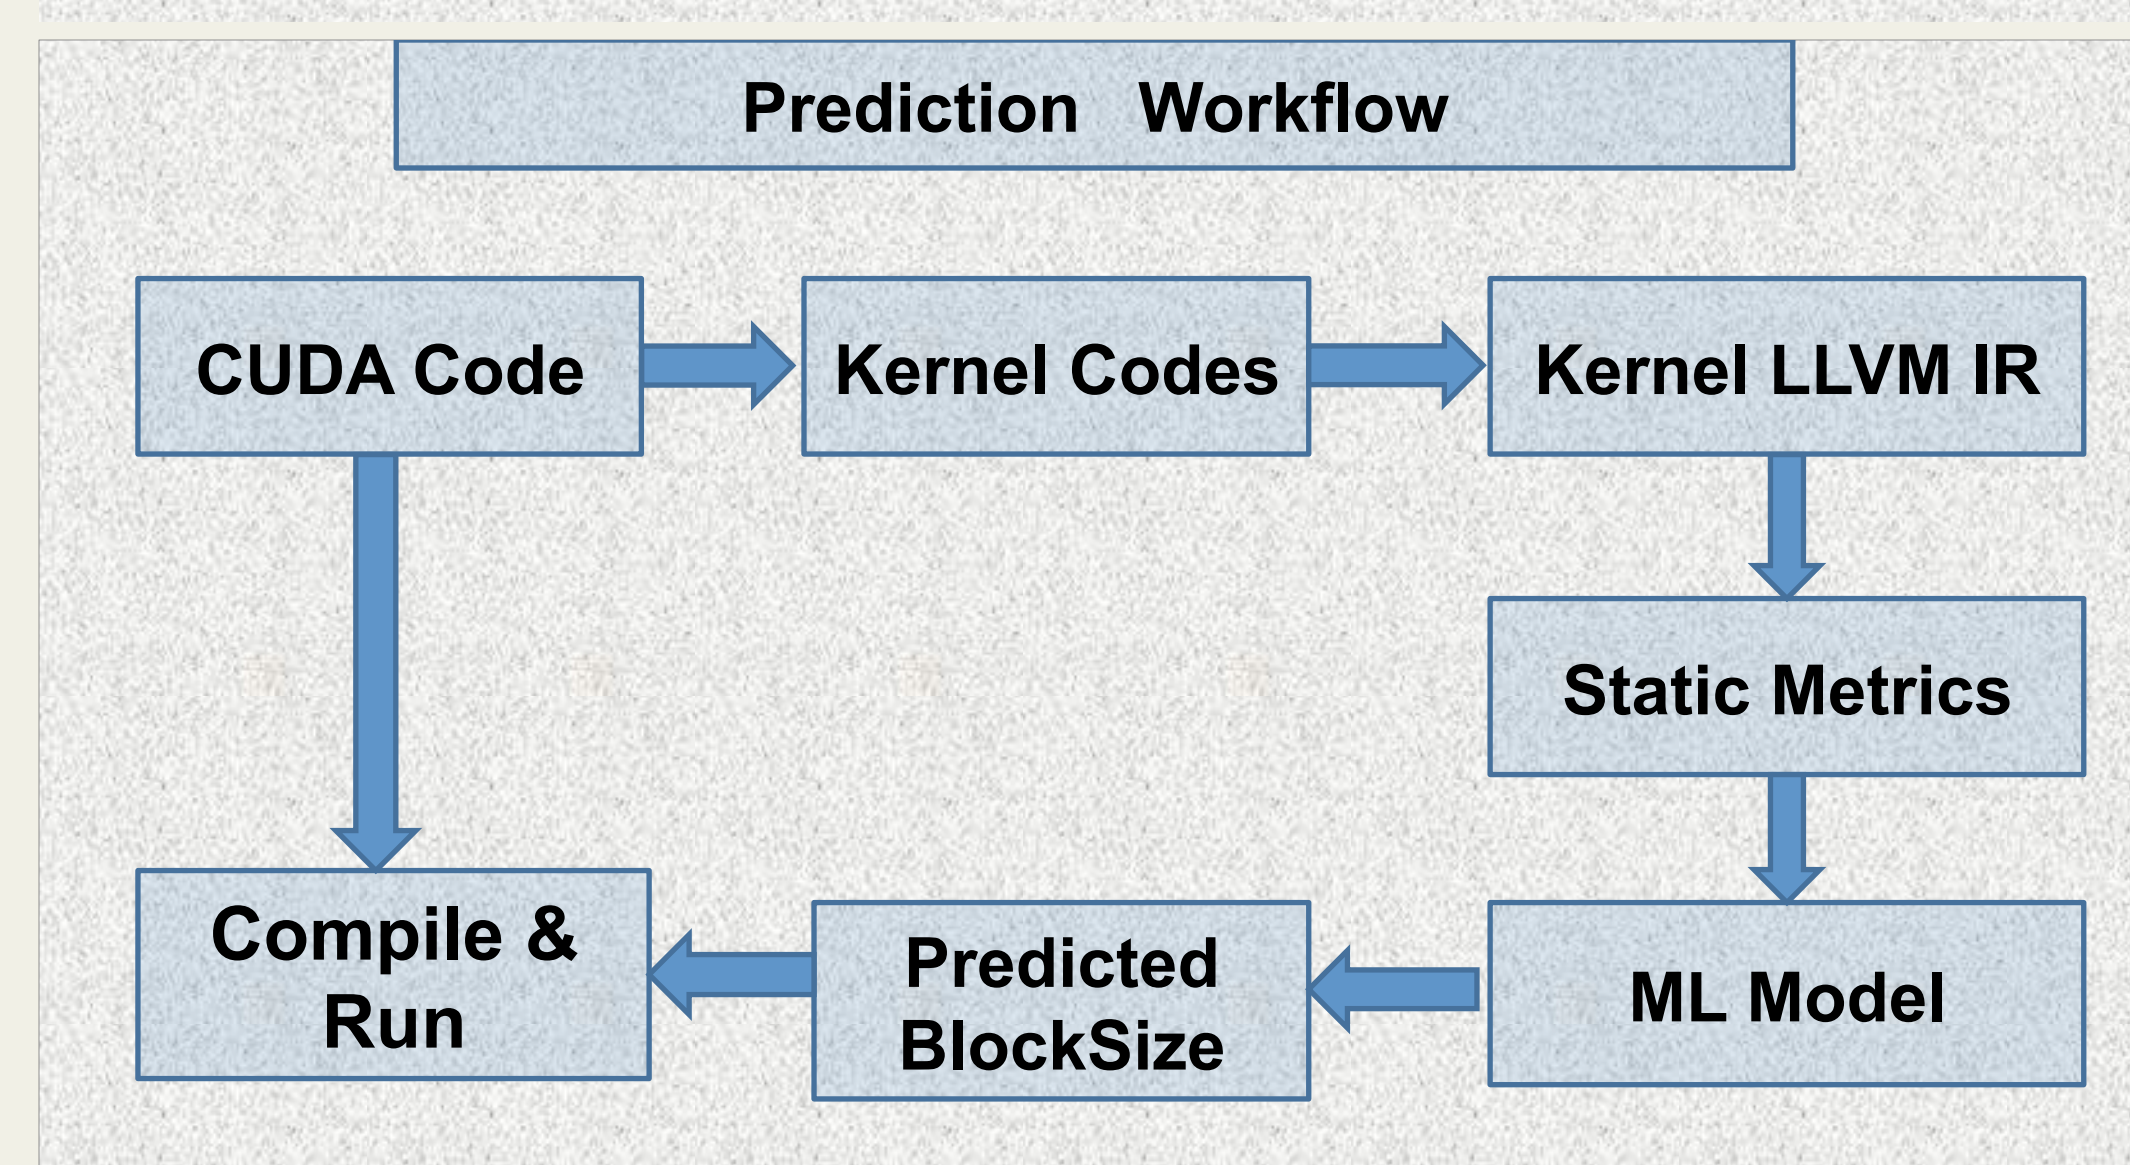 Prediction Workflow
CUDA Code
Kernel Codes
Kernel LLVM IR
Static Metrics
Compile &
Run
Predicted
BlockSize
ML Model